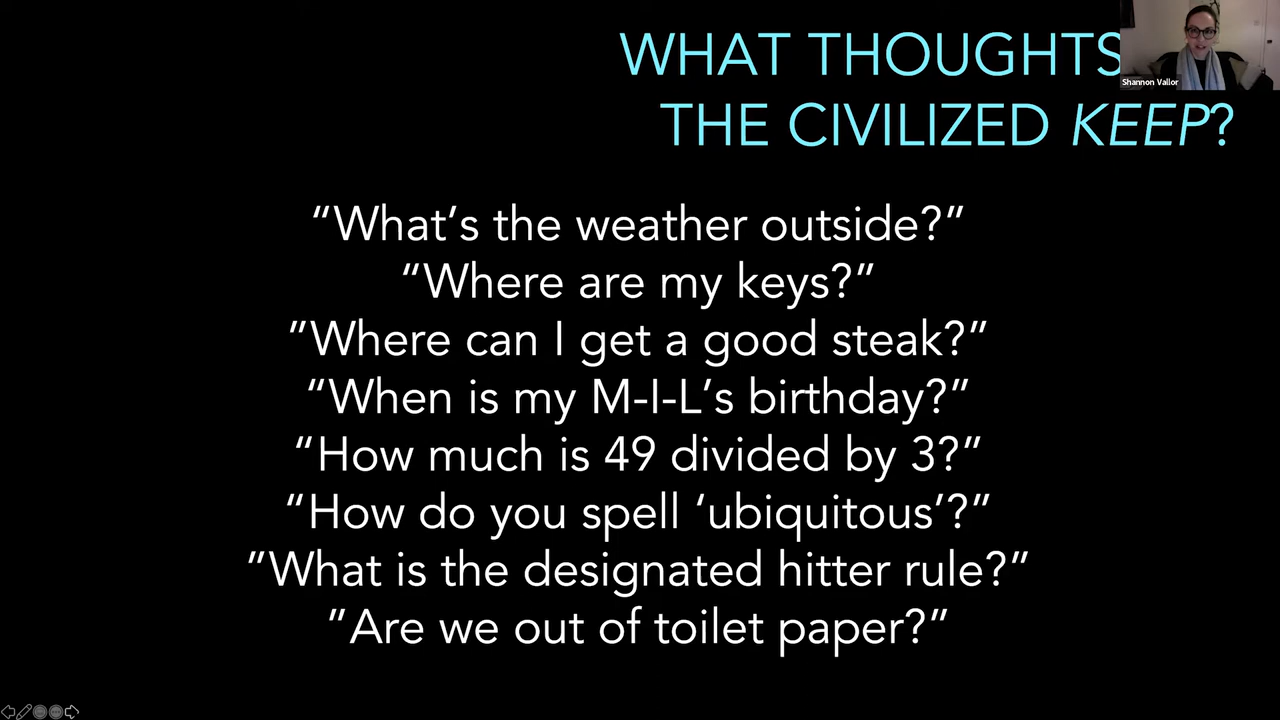 WHAT THOUGHTS
Shannon Vallor
THE CIVILIZED KEEP?
“What’s the weather outside?”
“Where are my keys?”
”Where can I get a good steak?”
“When is my M-I-L’s birthday?”
“How much is 49 divided by 3?”
“How do you spell ‘ubiquitous’?”
”What is the designated hitter rule?”
”Are we out of toilet paper?”